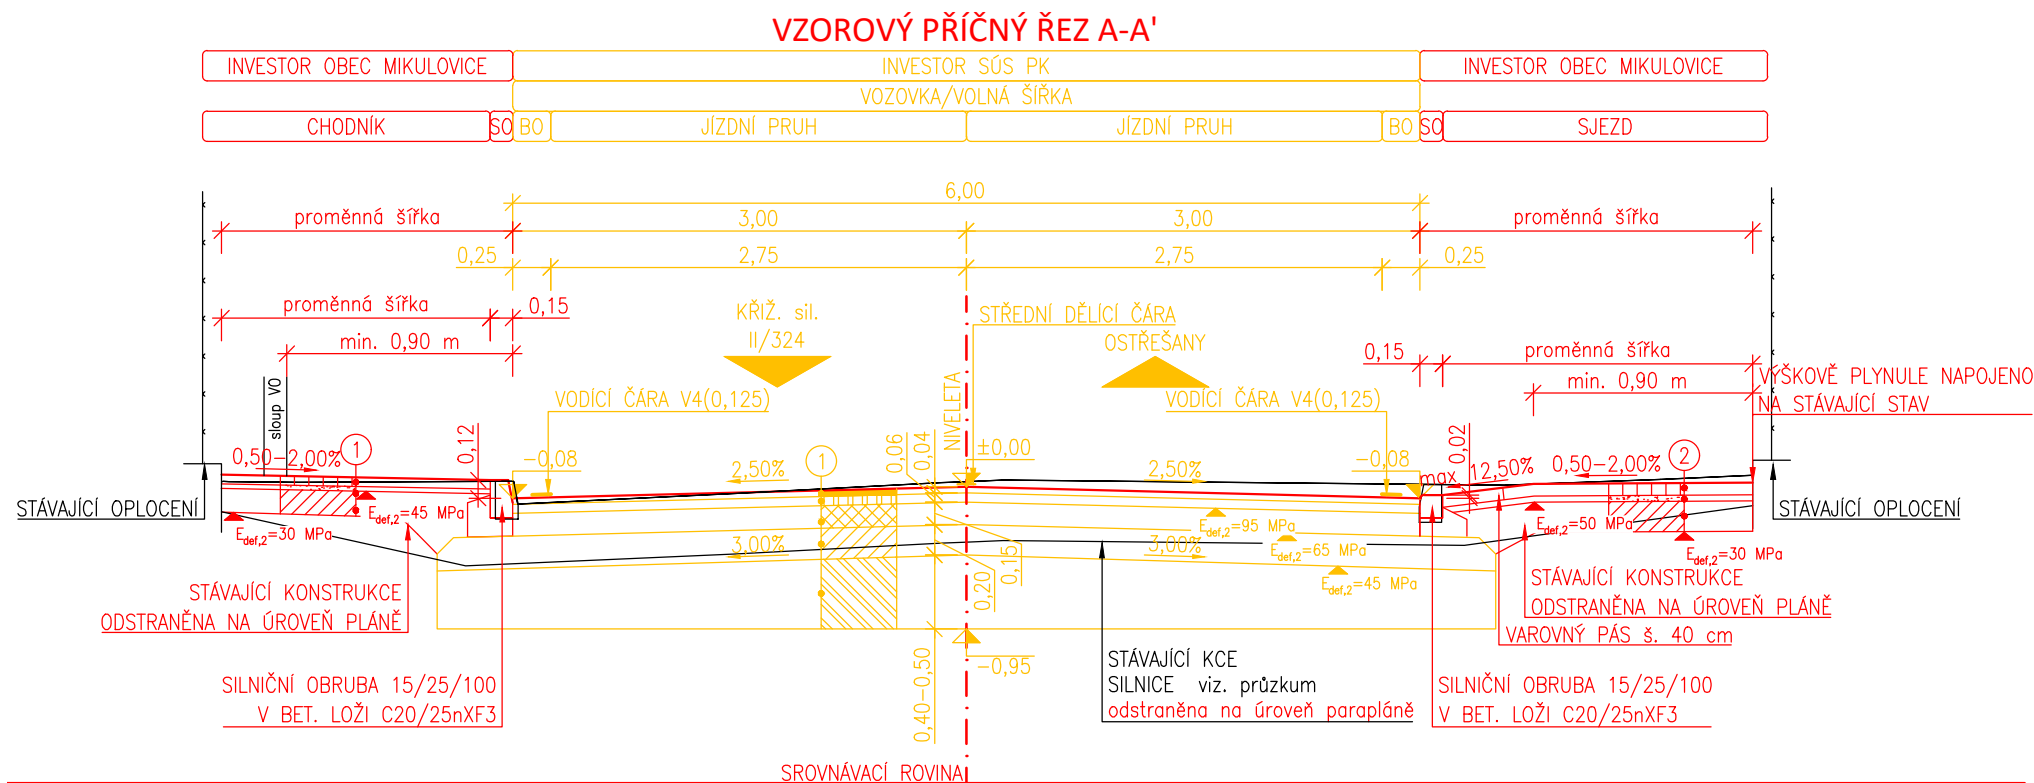 VZOROVÝ PŘÍČNÝ ŘEZ A-A'
INVESTOR OBEC MIKULOVICE
INVESTOR SÚS PK
INVESTOR OBEC MIKULOVICE
VOZOVKA/VOLNÁ ŠÍŘKA
CHODNÍK
SO
BO
JÍZDNÍ PRUH
JÍZDNÍ PRUH
BO
SO
SJEZD
6,00
proměnná šířka
3,00
3,00
proměnná šířka
0,25
2,75
2,75
0,25
proměnná šířka
0,15
KŘIŽ. sil.
II/324
STŘEDNÍ DĚLÍCÍ ČÁRA
OSTŘEŠANY
min. 0,90 m
0,15
proměnná šířka
min. 0,90 m
VÝŠKOVĚ PLYNULE NAPOJENO
NA STÁVAJÍCÍ STAV
sloup VO
VODÍCÍ ČÁRA V4(0,125)
NIVELETA
VODÍCÍ ČÁRA V4(0,125)
0,50-2,00%
1
0,12
-0,08
2,50%
1
0,06
0,04
±0,00
2,50%
-0,08
0,02
max. 12,50%
0,50-2,00%
2
STÁVAJÍCÍ OPLOCENÍ
Edef,2=45 MPa
Edef,2=30 MPa
3,00%
0,15
0,20
Edef,2=95 MPa
3,00%
Edef,2=65 MPa
Edef,2=45 MPa
Edef,2=50 MPa
Edef,2=30 MPa
STÁVAJÍCÍ OPLOCENÍ
STÁVAJÍCÍ KONSTRUKCE
ODSTRANĚNA NA ÚROVEŇ PLÁNĚ
STÁVAJÍCÍ KONSTRUKCE
ODSTRANĚNA NA ÚROVEŇ PLÁNĚ
VAROVNÝ PÁS š. 40 cm
0,40-0,50
-0,95
SILNIČNÍ OBRUBA 15/25/100
V BET. LOŽI C20/25nXF3
STÁVAJÍCÍ KCE
SILNICE viz. průzkum
odstraněna na úroveň parapláně
SILNIČNÍ OBRUBA 15/25/100
V BET. LOŽI C20/25nXF3
SROVNÁVACÍ ROVINA